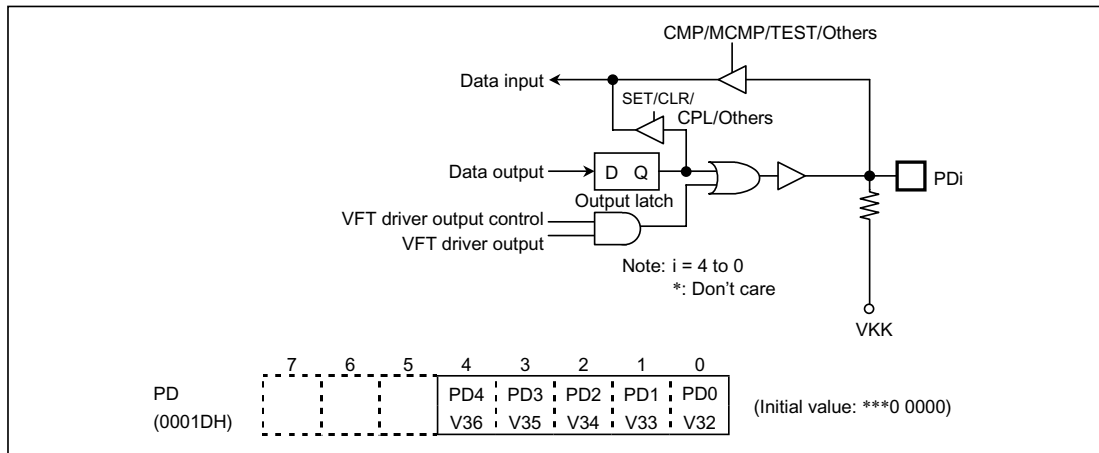 CMP/MCMP/TEST/Others
Data input
SET/CLR/
CPL/Others
Data output
D Q
PDi
Output latch
VFT driver output control
VFT driver output
Note: i = 4 to 0
*: Don't care
VKK
7 6 5 4 3 2 1 0
PD
(0001DH)
PD4 PD3 PD2 PD1 PD0
V36 V35 V34 V33 V32
(Initial value: ***0 0000)